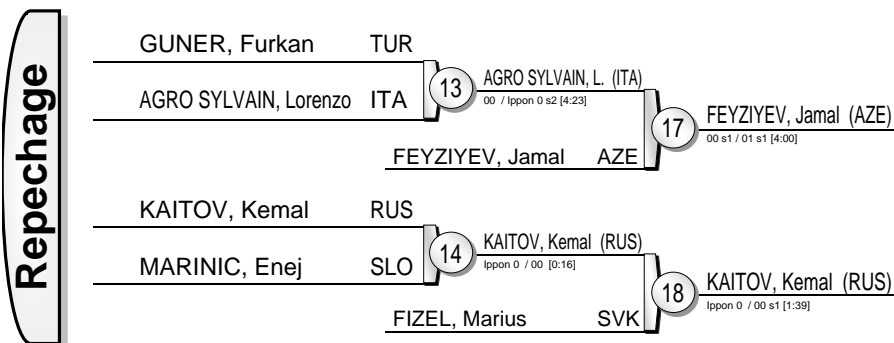 Repechage
GUNER, Furkan TUR
AGRO SYLVAIN, Lorenzo ITA
13
AGRO SYLVAIN, L. (ITA)
00 / Ippon 0 s2 [4:23]
FEYZIYEV, Jamal AZE
17
FEYZIYEV, Jamal (AZE)
00 s1 / 01 s1 [4:00]
KAITOV, Kemal RUS
MARINIC, Enej SLO
14
KAITOV, Kemal (RUS)
Ippon 0 / 00 [0:16]
FIZEL, Marius SVK
18
KAITOV, Kemal (RUS)
Ippon 0 / 00 s1 [1:39]